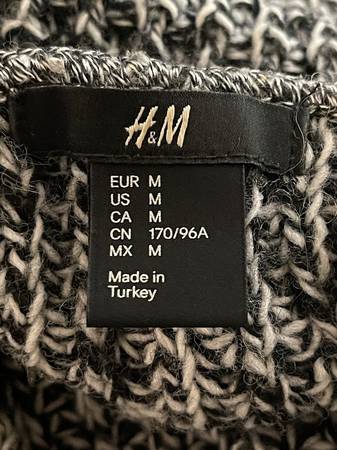 H&M
EUR M
US M
CA M
CN 170/96A
MX M
Made in
Turkey